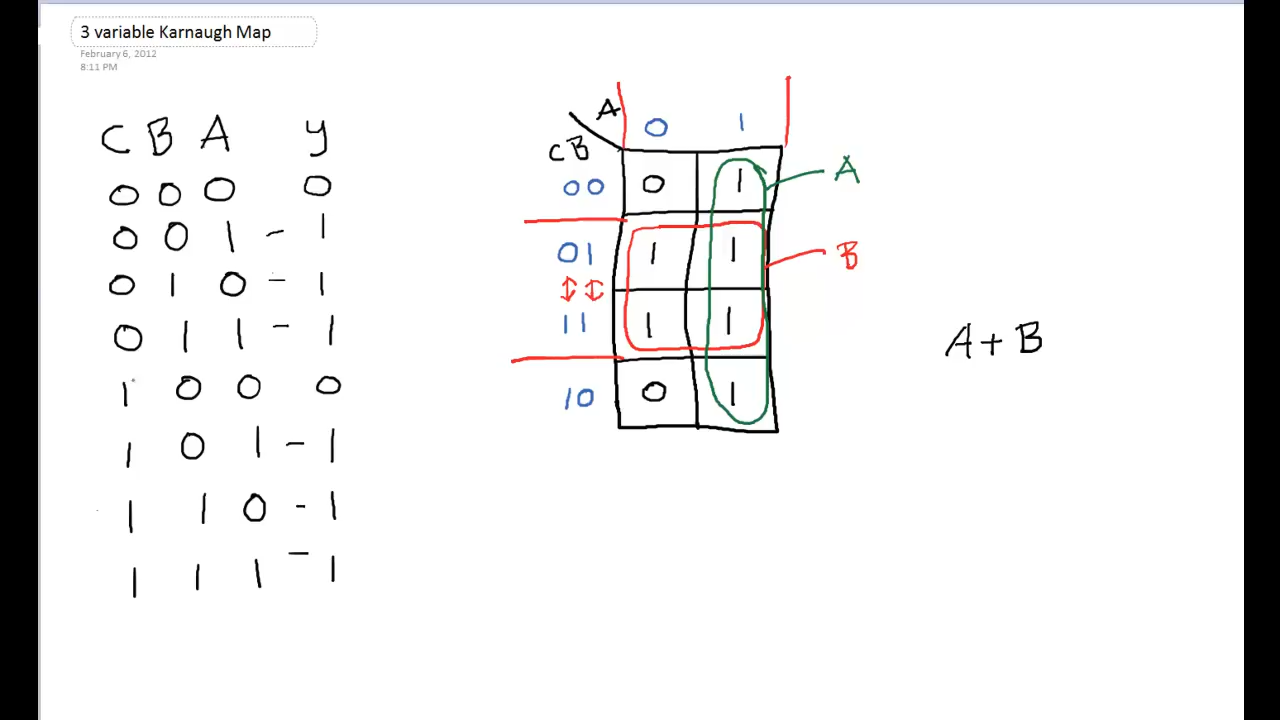 3 variable Karnaugh Map
February 6, 2012
8:11 PM
C B A y
0 0 0 0
0 0 1 - 1
0 1 0 - 1
0 1 1 - 1
1 0 0 0
1 0 1 - 1
1 1 0 - 1
1 1 1 - 1
A
0 1
CB
00 0 1 A
01 1 1 B
11 1 1
10 0 1
A + B